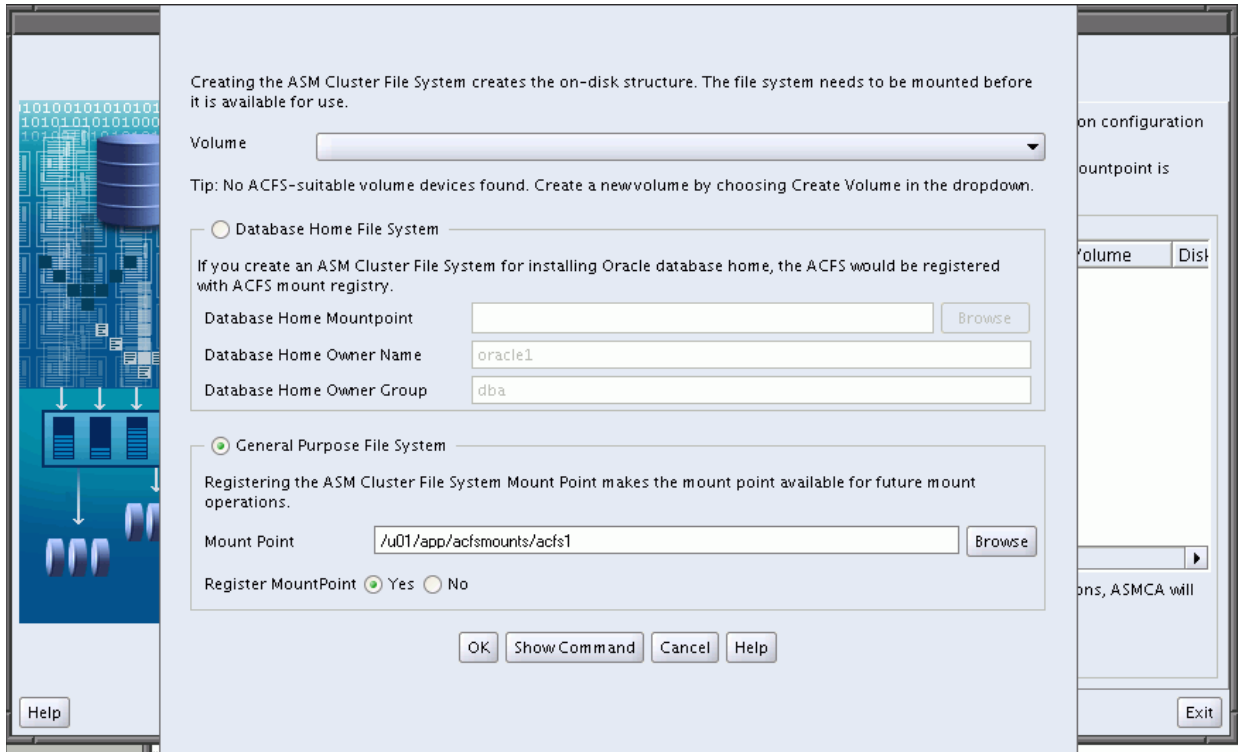 Creating the ASM Cluster File System creates the on-disk structure. The file system needs to be mounted before
it is available for use.
Volume
Tip: No ACFS-suitable volume devices found. Create a new volume by choosing Create Volume in the dropdown.
Database Home File System
If you create an ASM Cluster File System for installing Oracle database home, the ACFS would be registered
with ACFS mount registry.
Database Home Mountpoint
Browse
Database Home Owner Name
oracle1
Database Home Owner Group
dba
General Purpose File System
Registering the ASM Cluster File System Mount Point makes the mount point available for future mount
operations.
Mount Point
/u01/app/acfsmounts/acfs1
Browse
Register MountPoint
Yes
No
OK
Show Command
Cancel
Help
on configuration
ountpoint is
olume
Dis
ons, ASMCA will
Help
Exit